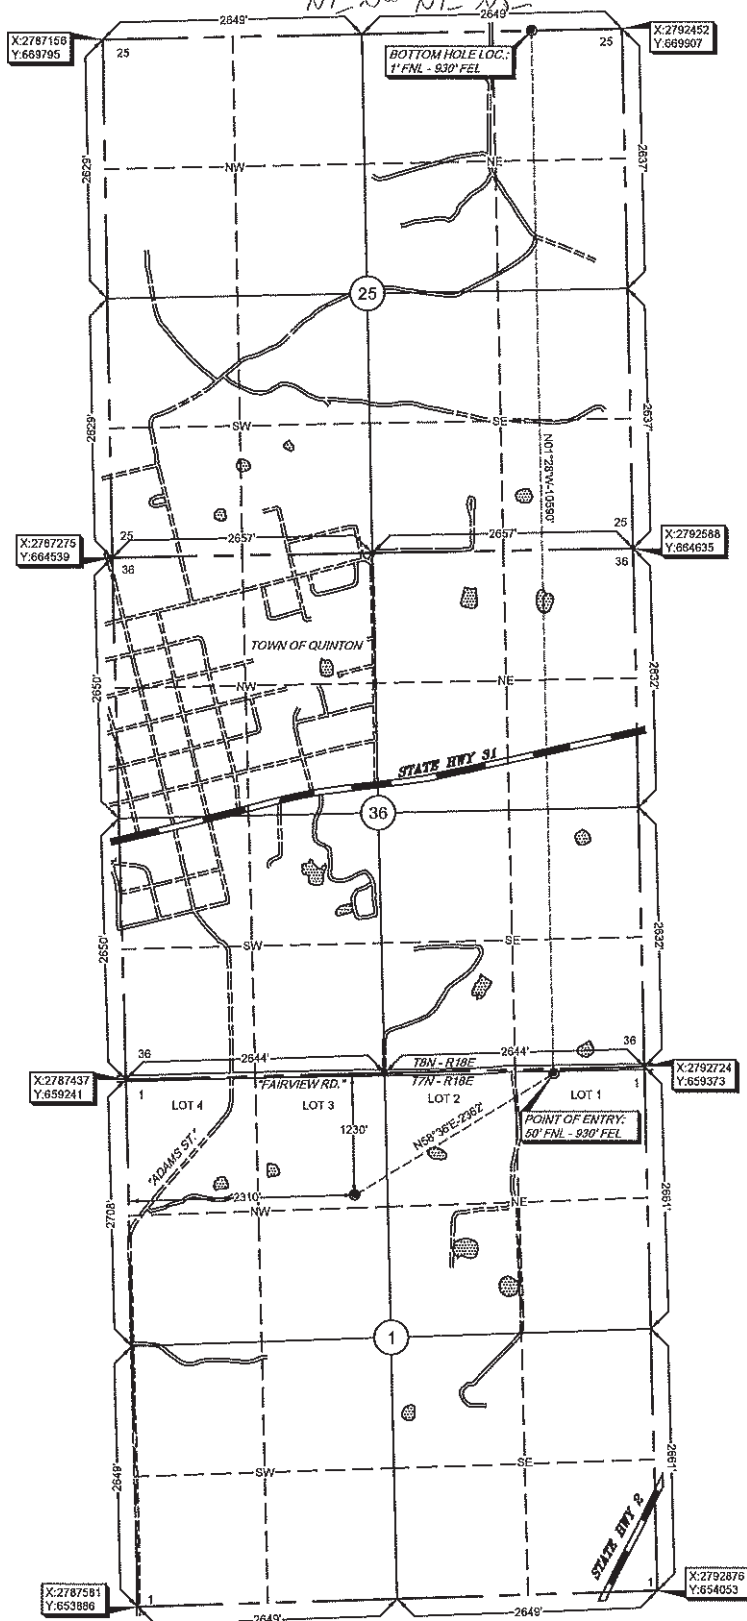 2649'
2649'
X:2787156
Y:669795
25
BOTTOM HOLE LOC.:
1' FNL - 930' FEL
25
X:2792452
Y:669907
2629'
NW
NE
2637'
25
2629'
SW
SE
2637'
N01°28'W-10590'
X:2787275
Y:664539
25
2657'
2657'
25
X:2792588
Y:664635
36
36
TOWN OF QUINTON
2650'
NW
NE
2632'
STATE HWY 31
36
2650'
SW
SE
2632'
36
2644'
T8N - R18E
2644'
36
X:2787437
Y:659241
"FAIRVIEW RD."
T7N - R18E
X:2792724
Y:659373
1
LOT 4
LOT 3
LOT 2
LOT 1
1
1230'
POINT OF ENTRY:
50' FNL - 930' FEL
"ADAMS ST."
N58°36'E-2362'
2310'
2708'
NW
NE
2661'
1
2649'
SW
SE
2661'
STATE HWY 2
X:2787581
Y:653886
1
2649'
2649'
1
X:2792876
Y:654053